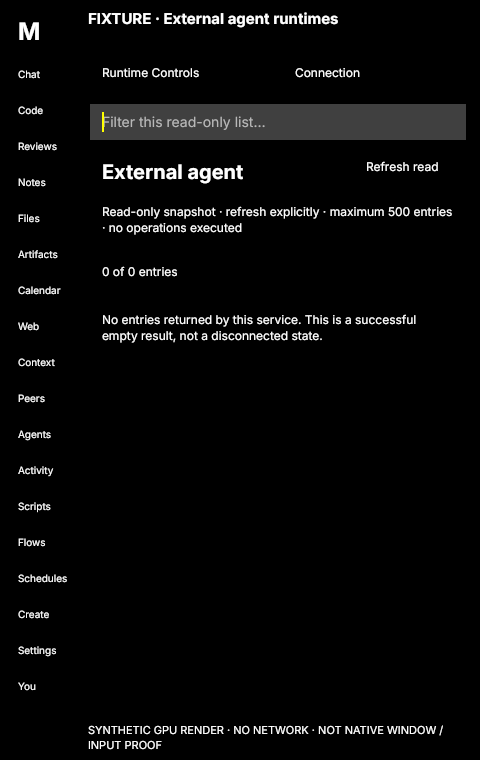 M
FIXTURE · External agent runtimes
Chat
Code
Reviews
Notes
Files
Artifacts
Calendar
Web
Context
Peers
Agents
Activity
Scripts
Flows
Schedules
Create
Settings
You
Runtime Controls
Connection
Filter this read-only list...
External agent
Refresh read
Read-only snapshot · refresh explicitly · maximum 500 entries
· no operations executed
0 of 0 entries
No entries returned by this service. This is a successful
empty result, not a disconnected state.
SYNTHETIC GPU RENDER · NO NETWORK · NOT NATIVE WINDOW /
INPUT PROOF